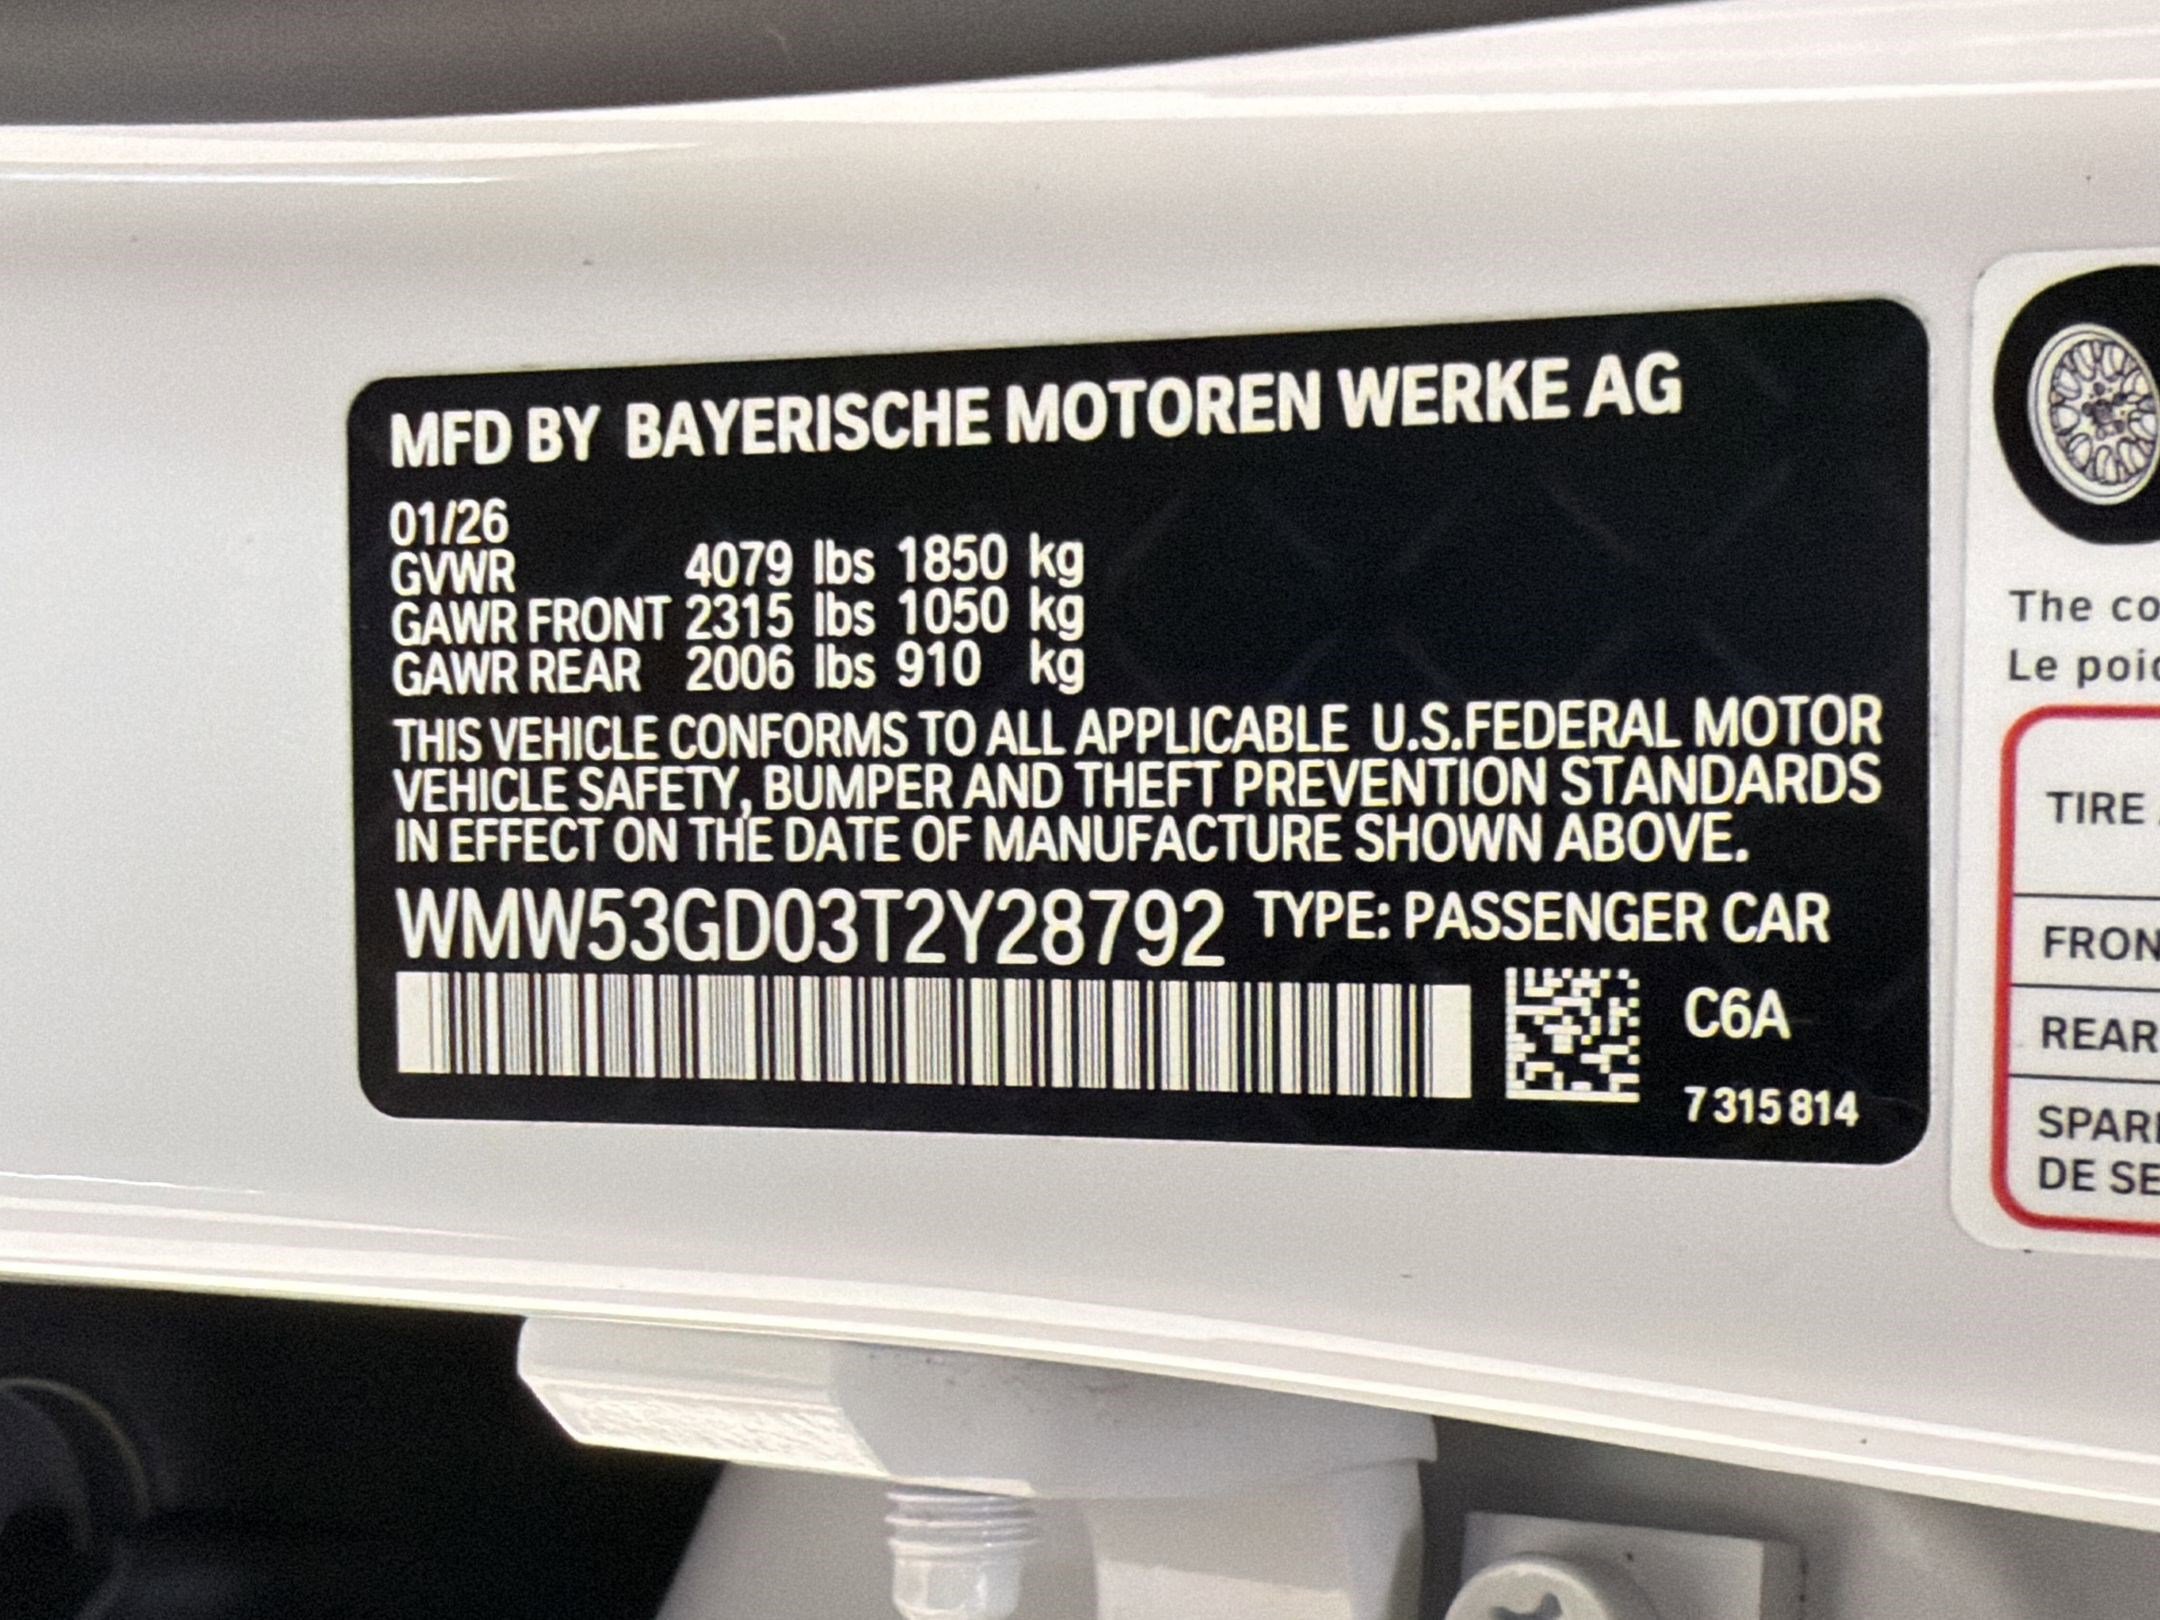 MFD BY BAYERISCHE MOTOREN WERKE AG
01/26
GVWR 4079 lbs 1850 kg
GAWR FRONT 2315 lbs 1050 kg
GAWR REAR 2006 lbs 910 kg
THIS VEHICLE CONFORMS TO ALL APPLICABLE U.S.FEDERAL MOTOR
VEHICLE SAFETY, BUMPER AND THEFT PREVENTION STANDARDS
IN EFFECT ON THE DATE OF MANUFACTURE SHOWN ABOVE.
WMW53GD03T2Y28792 TYPE: PASSENGER CAR
C6A
7 315 814
The
Le
TIRE
REAR
DE